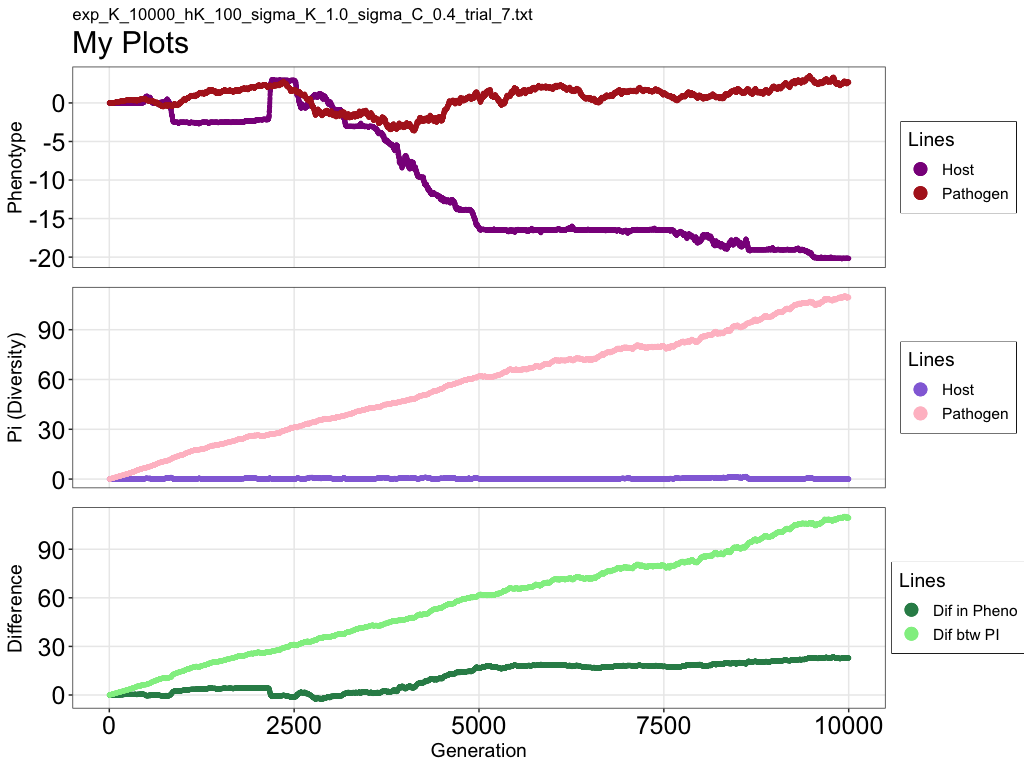 exp_K_10000_hK_100_sigma_K_1.0_sigma_C_0.4_trial_7.txt
My Plots
Phenotype
0
-5
-10
-15
-20
Lines
Host
Pathogen
Pi (Diversity)
90
60
30
0
Lines
Host
Pathogen
Difference
90
60
30
0
Lines
Dif in Pheno
Dif btw PI
0
2500
5000
7500
10000
Generation